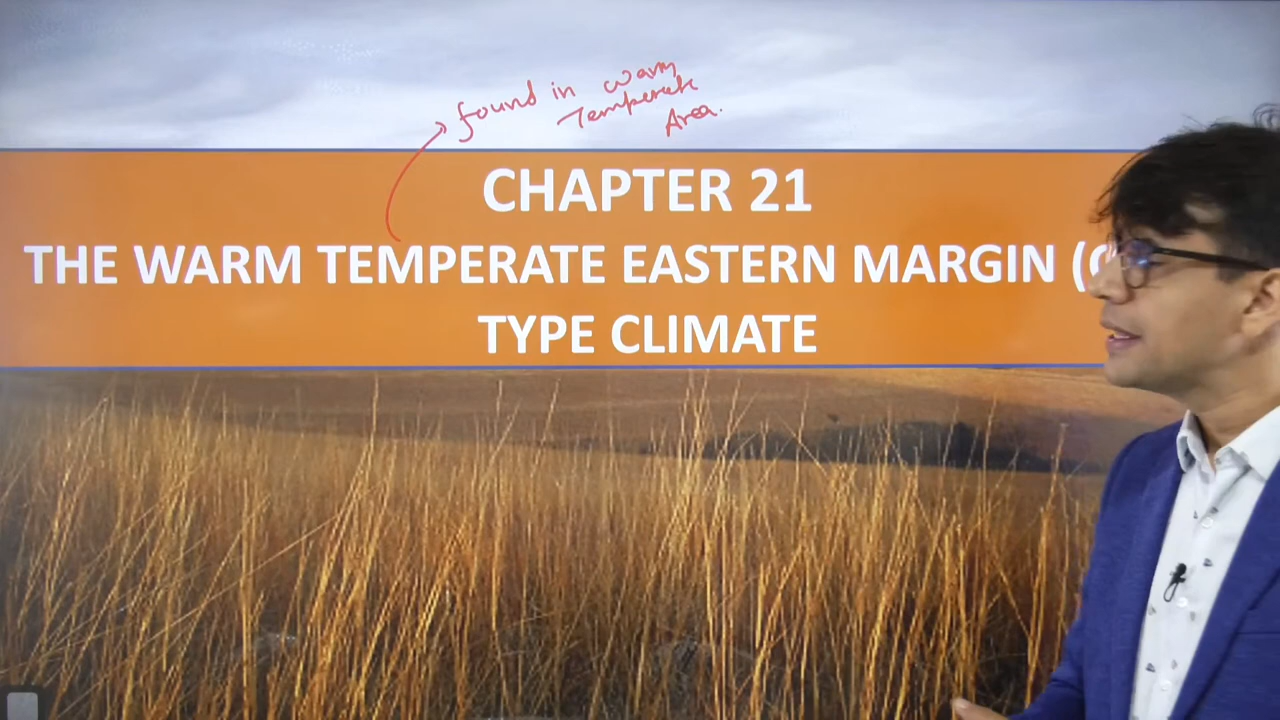 found in warm
Temperate
Area.
CHAPTER 21
THE WARM TEMPERATE EASTERN MARGIN (
TYPE CLIMATE